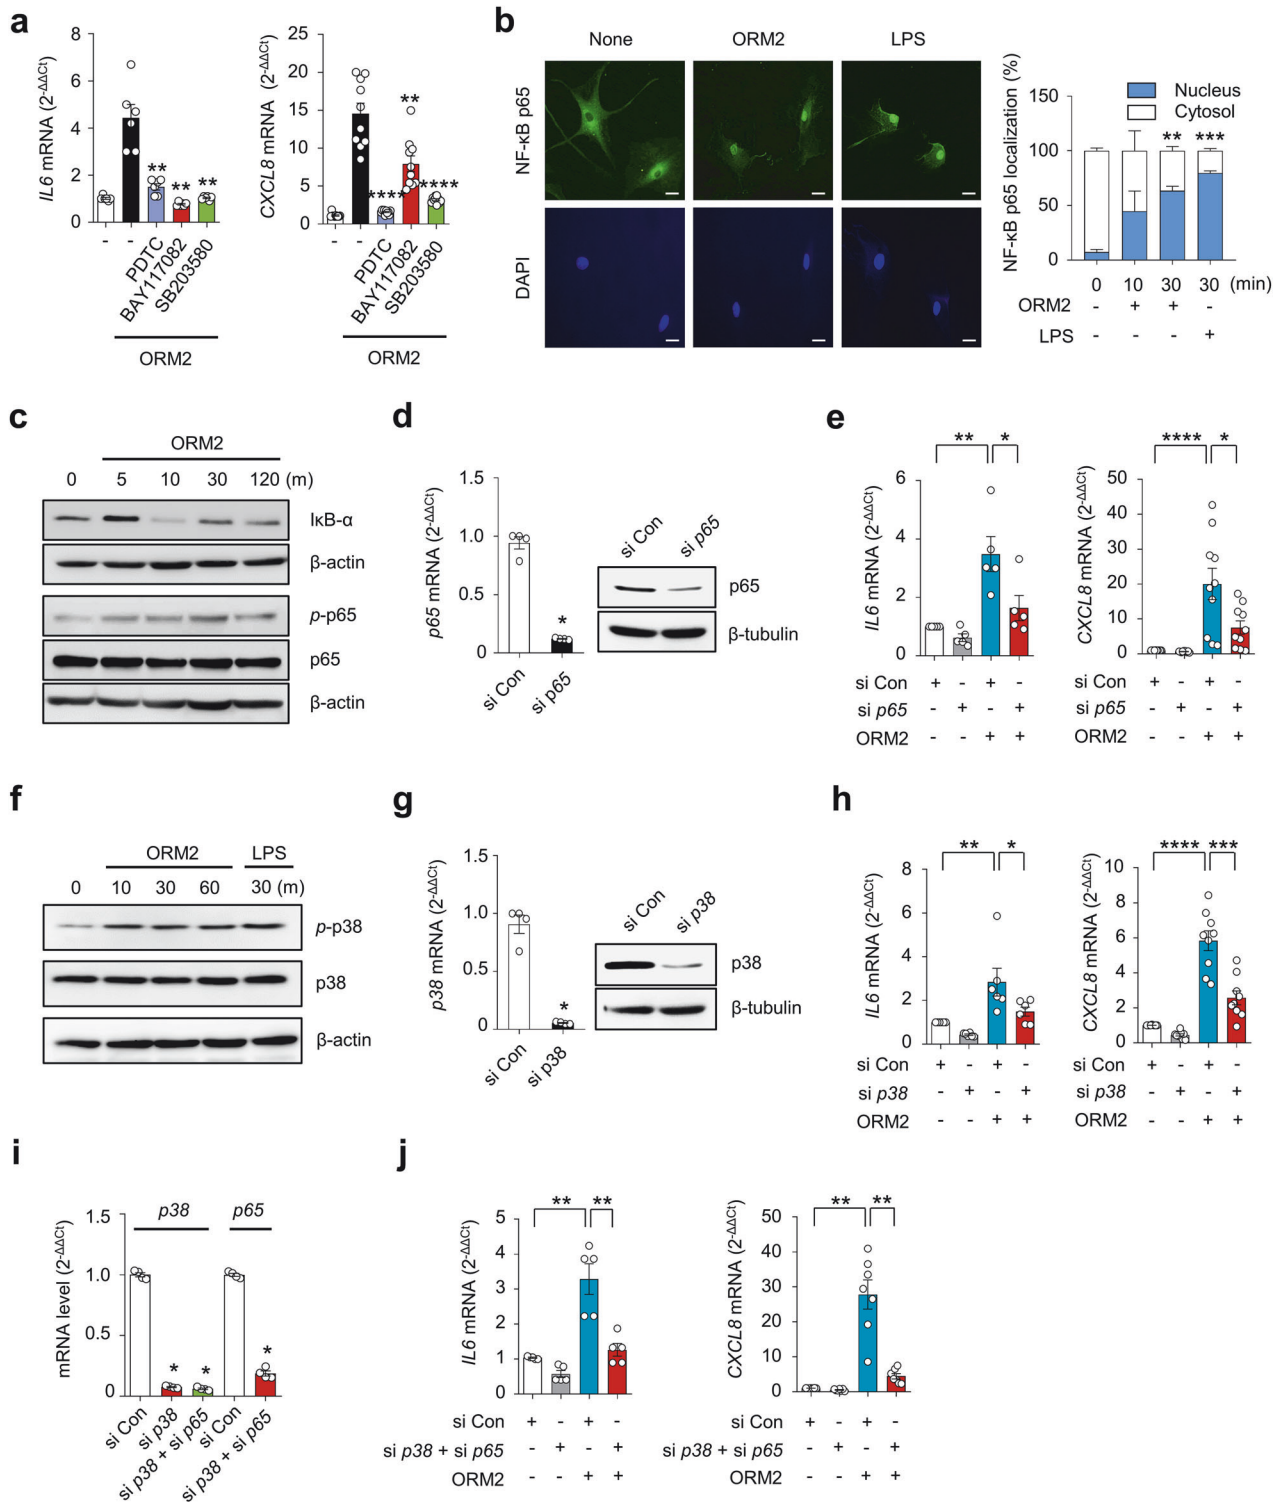 a
IL6 mRNA (2-ΔΔCt)
8
6
4
2
0
**
**
**
-
-
PDTC
BAY117082
SB203580
ORM2
CXCL8 mRNA (2-ΔΔCt)
25
20
15
10
5
0
****
**
****
-
-
PDTC
BAY117082
SB203580
ORM2
b
None
ORM2
LPS
NF-κB p65
DAPI
NF-κB p65 localization (%)
Nucleus
Cytosol
150
100
50
0
**
***
0 10 30 30 (min)
ORM2 - + + -
LPS - - - +
c
ORM2
0 5 10 30 120 (m)
IκB-α
β-actin
p-p65
p65
β-actin
d
p65 mRNA (2-ΔΔCt)
1.5
1.0
0.5
0
*
si Con
si p65
si Con
si p65
p65
β-tubulin
e
IL6 mRNA (2-ΔΔCt)
** *
6
4
2
0
si Con + - + -
si p65 - + - +
ORM2 - - + +
CXCL8 mRNA (2-ΔΔCt)
**** *
50
40
30
20
10
0
si Con + - + -
si p65 - + - +
ORM2 - - + +
f
ORM2 LPS
0 10 30 60 30 (m)
p-p38
p38
β-actin
g
p38 mRNA (2-ΔΔCt)
1.5
1.0
0.5
0
*
si Con
si p38
si Con
si p38
p38
β-tubulin
h
IL6 mRNA (2-ΔΔCt)
** *
8
6
4
2
0
si Con + - + -
si p38 - + - +
ORM2 - - + +
CXCL8 mRNA (2-ΔΔCt)
**** ***
10
8
6
4
2
0
si Con + - + -
si p38 - + - +
ORM2 - - + +
i
mRNA level (2-ΔΔCt)
p38 p65
1.5
1.0
0.5
0
* * *
si Con
si p38
si p38 + si p65
si Con
si p38 + si p65
j
IL6 mRNA (2-ΔΔCt)
** **
5
4
3
2
1
0
si Con + - + -
si p38 + si p65 - + - +
ORM2 - - + +
CXCL8 mRNA (2-ΔΔCt)
** **
50
40
30
20
10
0
si Con + - + -
si p38 + si p65 - + - +
ORM2 - - + +